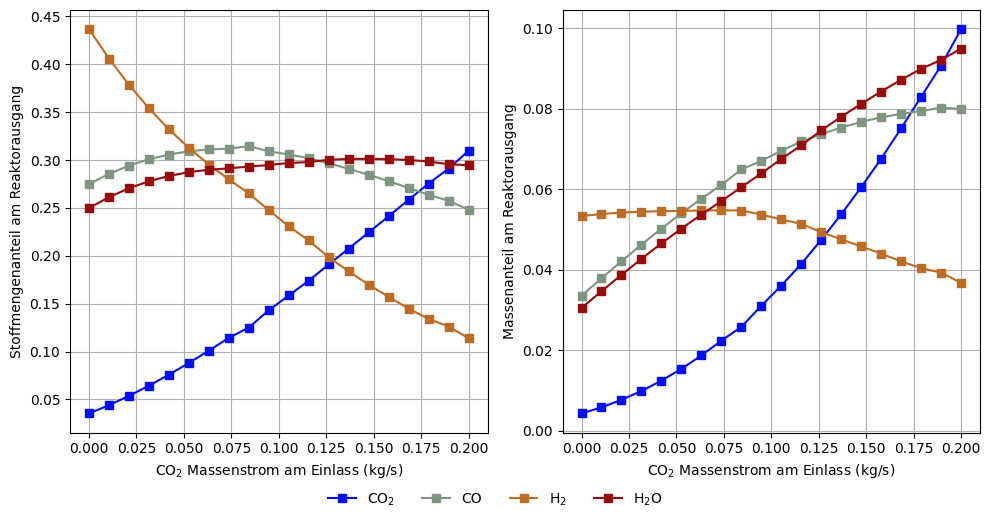 Stoffmengenanteil am Reaktorausgang
0.45
0.40
0.35
0.30
0.25
0.20
0.15
0.10
0.05
0.000 0.025 0.050 0.075 0.100 0.125 0.150 0.175 0.200
CO₂ Massenstrom am Einlass (kg/s)
Massenanteil am Reaktorausgang
0.10
0.08
0.06
0.04
0.02
0.00
0.000 0.025 0.050 0.075 0.100 0.125 0.150 0.175 0.200
CO₂ Massenstrom am Einlass (kg/s)
CO₂ CO H₂ H₂O